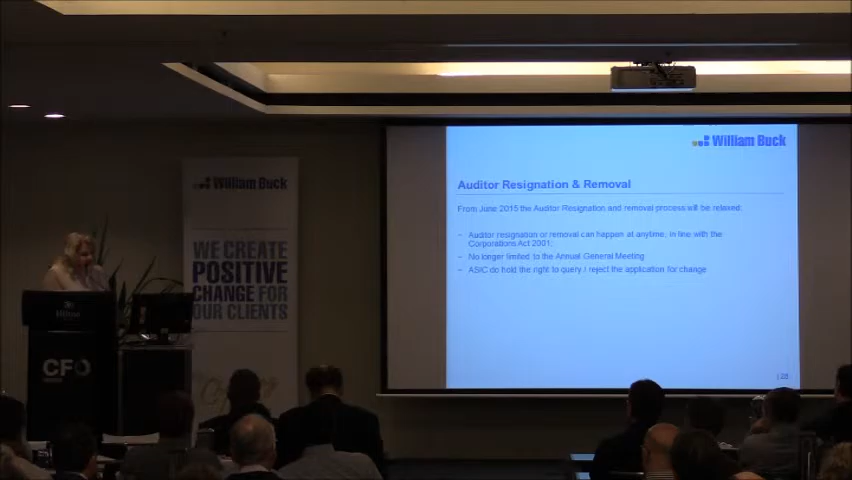 William Buck
Auditor Resignation & Removal
From June 2015 the Auditor Resignation and removal process will be relaxed:
- Auditor resignation or removal can happen at anytime, in line with the
Corporations Act 2001;
- No longer limited to the Annual General Meeting
- ASIC do hold the right to query / reject the application for change
William Buck
WE CREATE
POSITIVE
CHANGE FOR
OUR CLIENTS
Hilton
CFO